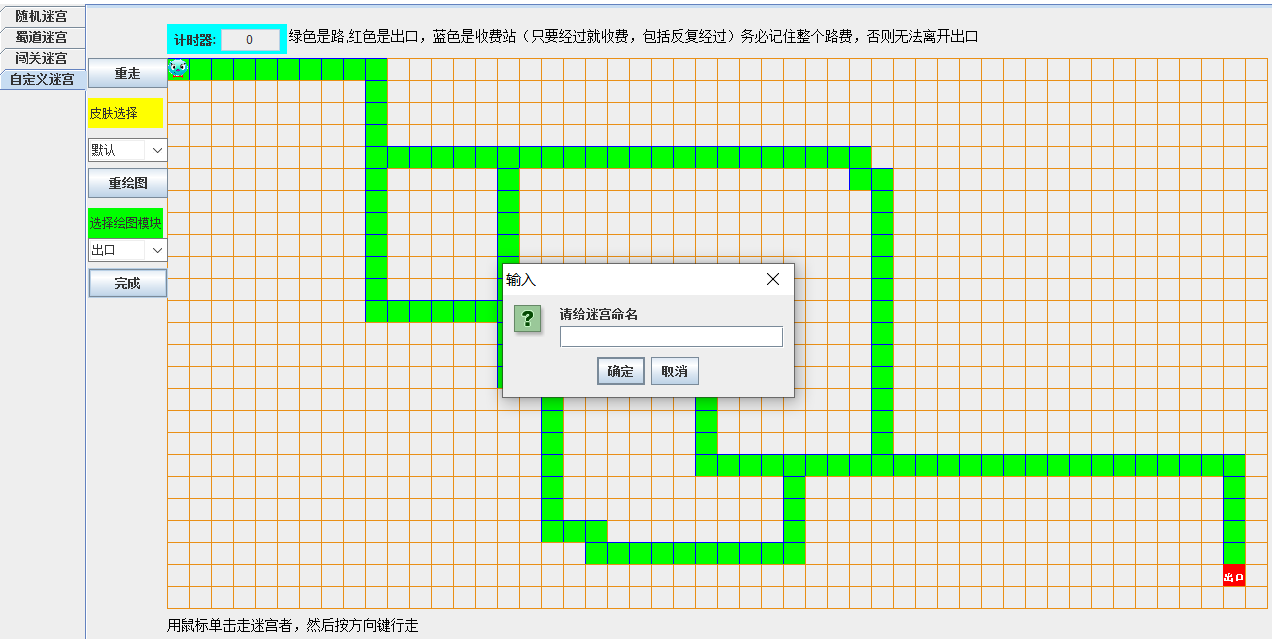 随机迷宫
蜀道迷宫
闯关迷宫
自定义迷宫
计时器: 0
绿色是路,红色是出口，蓝色是收费站（只要经过就收费，包括反复经过）务必记住整个路费，否则无法离开出口
重走
皮肤选择
默认
重绘图
选择绘图模块
出口
完成
输入
请给迷宫命名
确定 取消
出口
用鼠标单击走迷宫者，然后按方向键行走